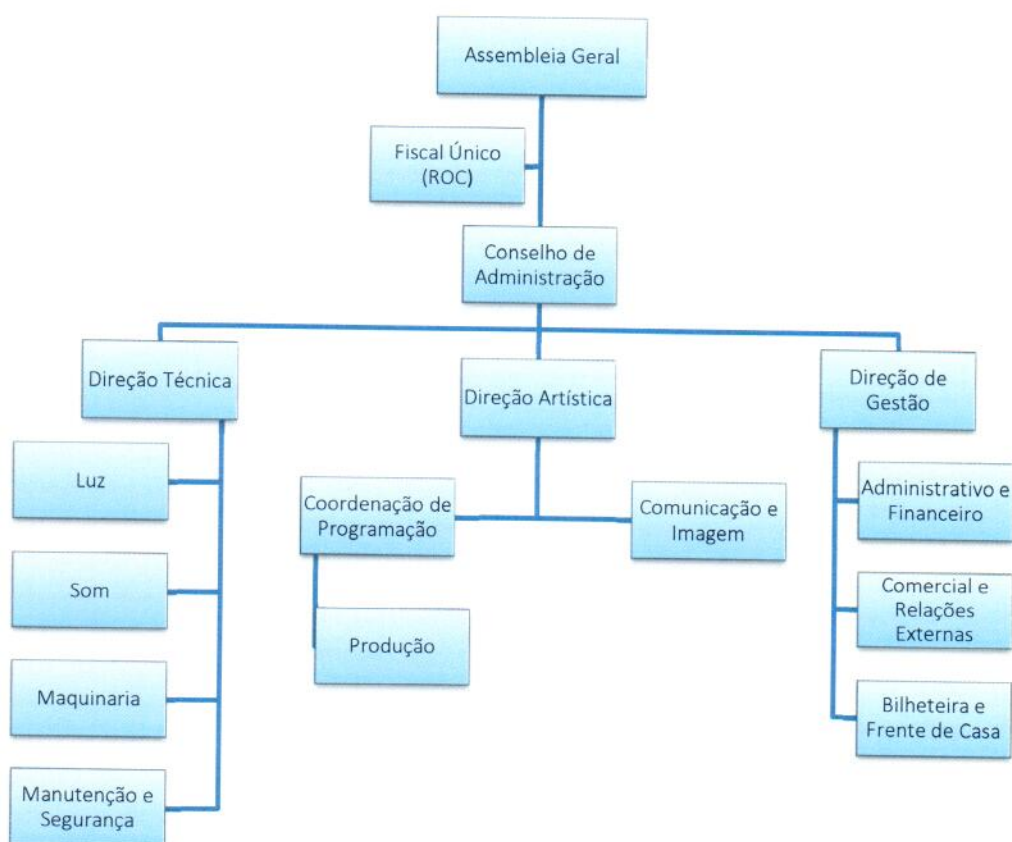 Assembleia Geral
Fiscal Único
(ROC)
Conselho de
Administração
Direção Técnica
Direção Artística
Direção de
Gestão
Luz
Som
Maquinaria
Manutenção e
Segurança
Coordenação de
Programação
Produção
Comunicação e
Imagem
Administrativo e
Financeiro
Comercial e
Relações
Externas
Bilheteira e
Frente de Casa